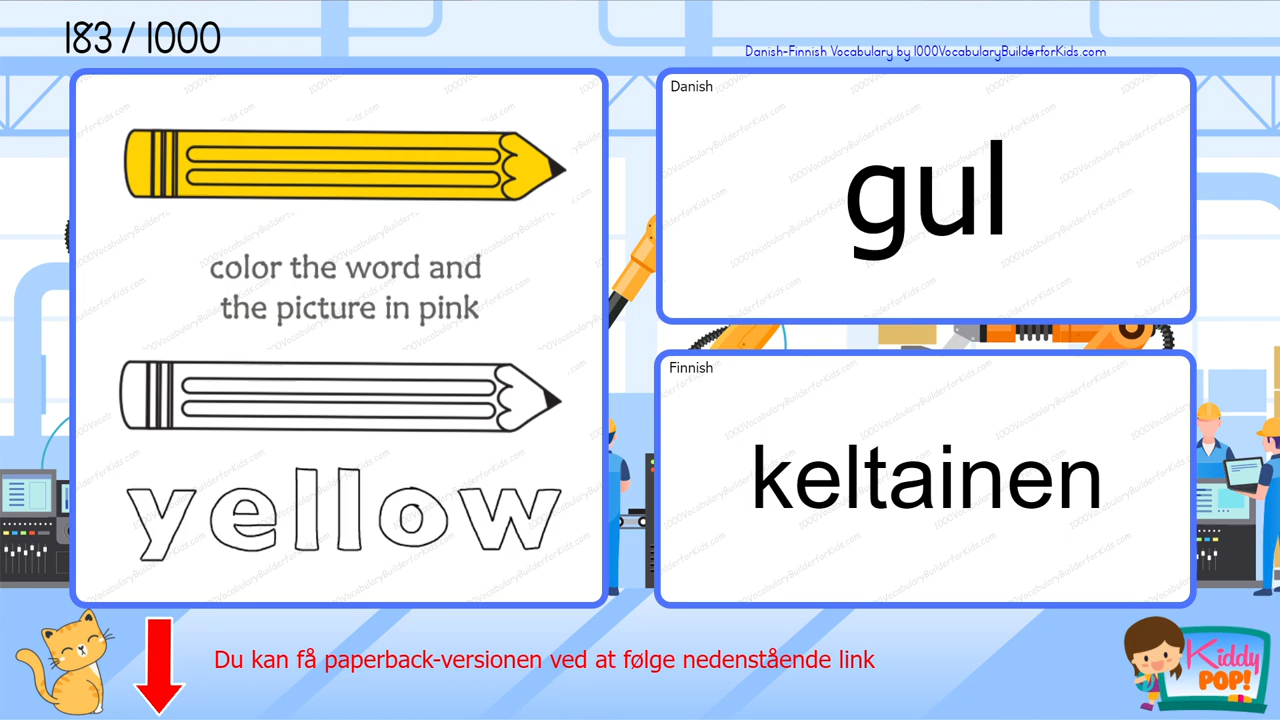 183 / 1000
Danish-Finnish Vocabulary by 1000VocabularyBuilderforKids.com
color the word and
the picture in pink
yellow
Danish
gul
Finnish
keltainen
Du kan få paperback-versionen ved at følge nedenstående link
Kiddy
POP!